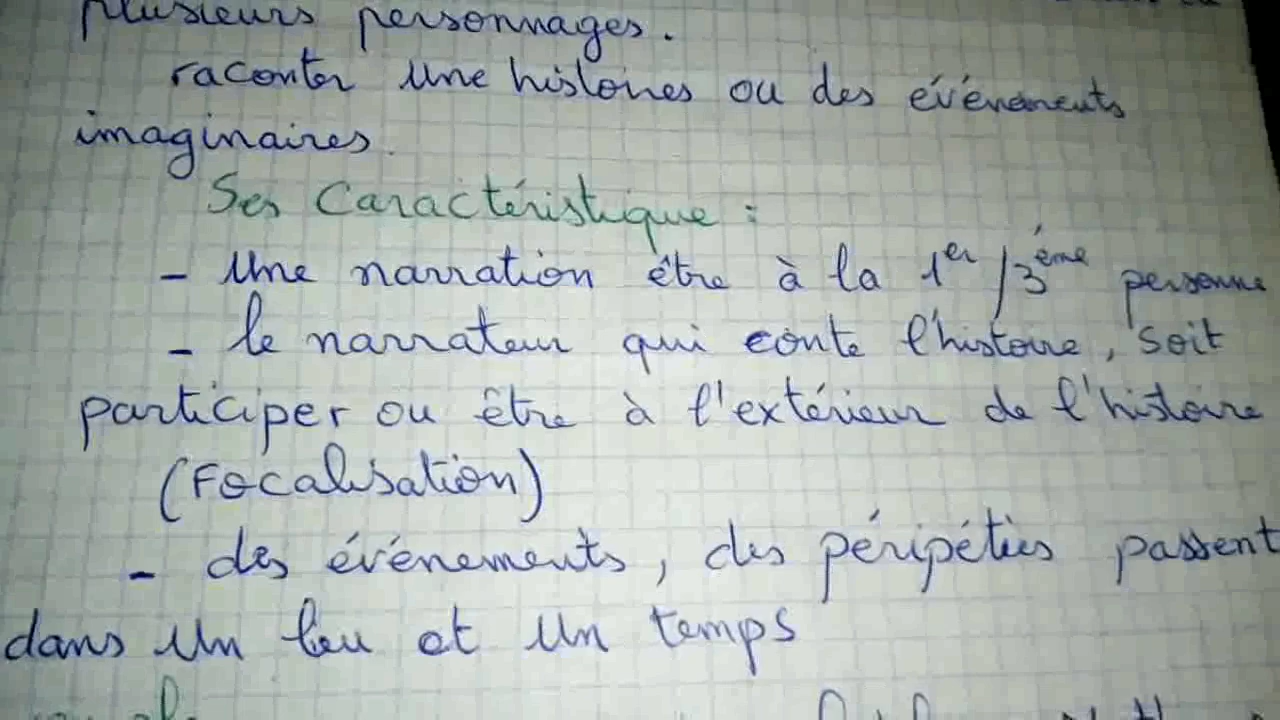 plusieurs personnages.
raconter une histoires ou des événements
imaginaires.
Ses Caractéristique :
- Une narration être à la 1er /3ème personne
- le narrateur qui conte l'histoire, soit
participer ou être à l'extérieur de l'histoire
(Focalisation)
- des événements, des péripéties passent
dans un lieu et un temps